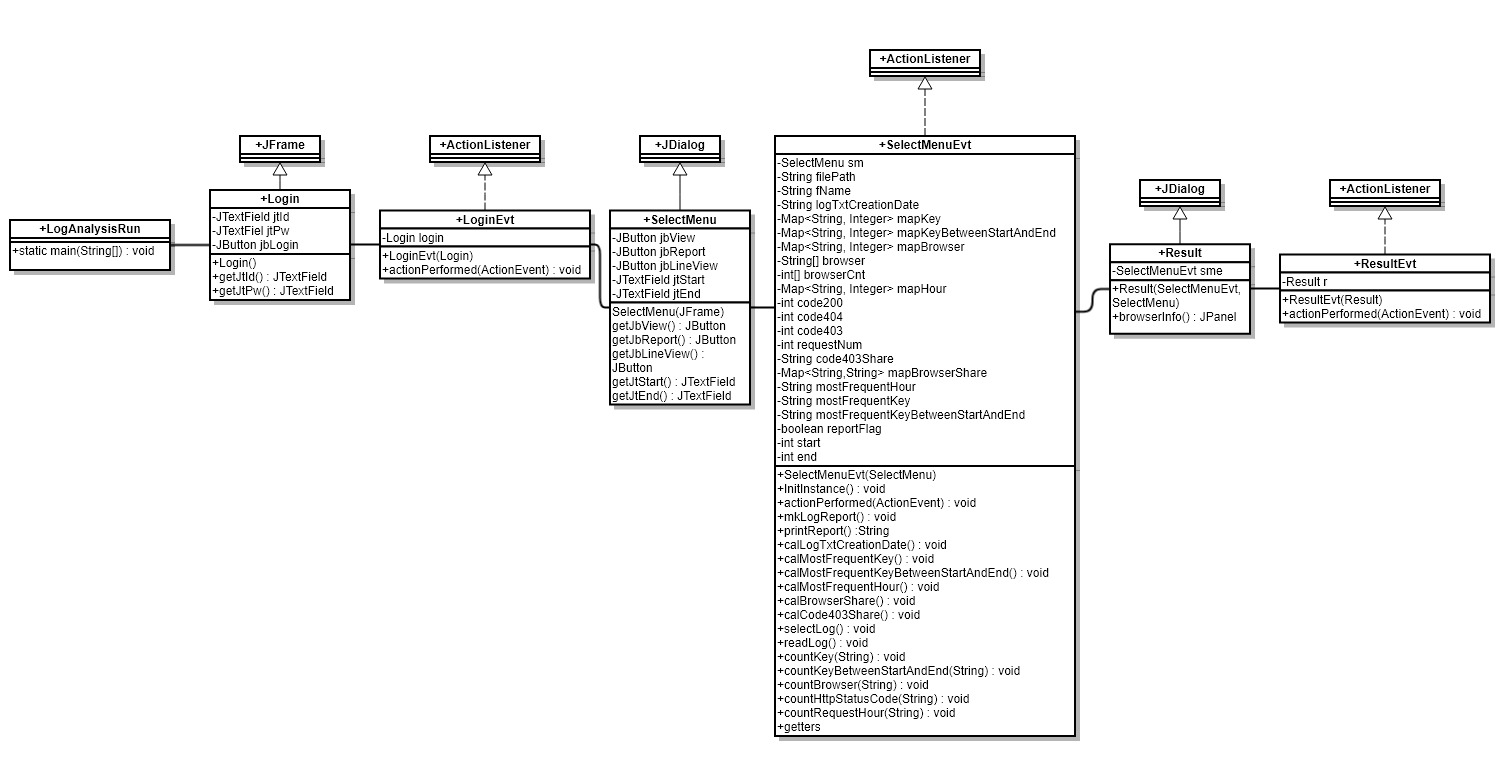 +LogAnalysisRun
+static main(String[]) : void
+JFrame
+Login
-JTextField jtId
-JTextFiel jtPw
-JButton jbLogin
+Login()
+getJtId() : JTextField
+getJtPw() : JTextField
+ActionListener
+LoginEvt
-Login login
+LoginEvt(Login)
+actionPerformed(ActionEvent) : void
+JDialog
+SelectMenu
-JButton jbView
-JButton jbReport
-JButton jbLineView
-JTextField jtStart
-JTextField jtEnd
SelectMenu(JFrame)
getJbView() : JButton
getJbReport() : JButton
getJbLineView() :
JButton
getJtStart() : JTextField
getJtEnd() : JTextField
+ActionListener
+SelectMenuEvt
-SelectMenu sm
-String filePath
-String fName
-String logTxtCreationDate
-Map<String, Integer> mapKey
-Map<String, Integer> mapKeyBetweenStartAndEnd
-Map<String, Integer> mapBrowser
-String[] browser
-int[] browserCnt
-Map<String, Integer> mapHour
-int code200
-int code404
-int code403
-int requestNum
-String code403Share
-Map<String,String> mapBrowserShare
-String mostFrequentHour
-String mostFrequentKey
-String mostFrequentKeyBetweenStartAndEnd
-boolean reportFlag
-int start
-int end
+SelectMenuEvt(SelectMenu)
+InitInstance() : void
+actionPerformed(ActionEvent) : void
+mkLogReport() : void
+printReport() :String
+calLogTxtCreationDate() : void
+calMostFrequentKey() : void
+calMostFrequentKeyBetweenStartAndEnd() : void
+calMostFrequentHour() : void
+calBrowserShare() : void
+calCode403Share() : void
+selectLog() : void
+readLog() : void
+countKey(String) : void
+countKeyBetweenStartAndEnd(String) : void
+countBrowser(String) : void
+countHttpStatusCode(String) : void
+countRequestHour(String) : void
+getters
+JDialog
+Result
-SelectMenuEvt sme
+Result(SelectMenuEvt,
SelectMenu)
+browserInfo() : JPanel
+ActionListener
+ResultEvt
-Result r
+ResultEvt(Result)
+actionPerformed(ActionEvent) : void